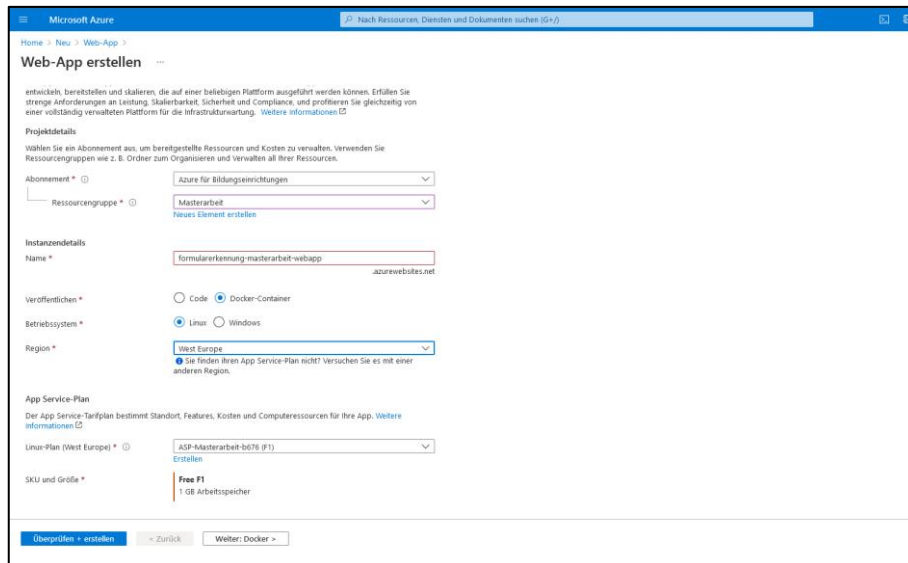 Microsoft Azure
Nach Ressourcen, Diensten und Dokumenten suchen (G+/)
Home > Neu > Web-App >
Web-App erstellen ...
entwickeln, bereitstellen und skalieren, die auf einer beliebigen Plattform ausgeführt werden können. Erfüllen Sie
strenge Anforderungen an Leistung, Skalierbarkeit, Sicherheit und Compliance, und profitieren Sie gleichzeitig von
einer vollständig verwalteten Plattform für die Infrastrukturwartung. Weitere Informationen
Projektdetails
Wählen Sie ein Abonnement aus, um bereitgestellte Ressourcen und Kosten zu verwalten. Verwenden Sie
Ressourcengruppen wie z. B. Ordner zum Organisieren und Verwalten all Ihrer Ressourcen.
Abonnement *
Azure für Bildungseinrichtungen
Ressourcengruppe *
Masterarbeit
Neues Element erstellen
Instanzendetails
Name *
formularerkennung-masterarbeit-webapp
.azurewebsites.net
Veröffentlichen *
Code
Docker-Container
Betriebssystem *
Linux
Windows
Region *
West Europe
Sie finden ihren App Service-Plan nicht? Versuchen Sie es mit einer
anderen Region.
App Service-Plan
Der App Service-Tarifplan bestimmt Standort, Features, Kosten und Computeressourcen für Ihre App. Weitere
Informationen
Linux-Plan (West Europe) *
ASP-Masterarbeit-b676 (F1)
Erstellen
SKU und Größe *
Free F1
1 GB Arbeitsspeicher
Überprüfen + erstellen
< Zurück
Weiter: Docker >